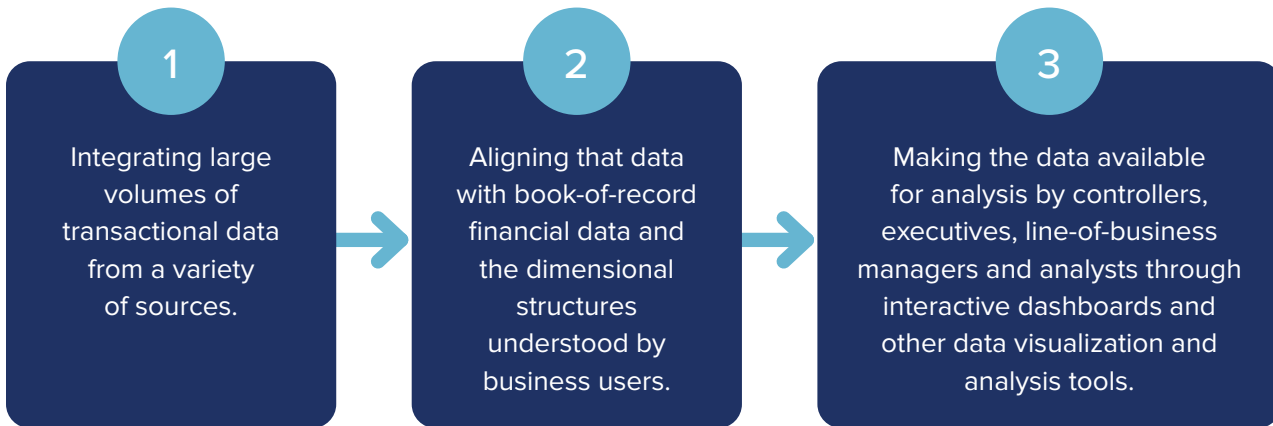 1
Integrating large
volumes of
transactional data
from a variety
of sources.
2
Aligning that data
with book-of-record
financial data and
the dimensional
structures
understood by
business users.
3
Making the data available
for analysis by controllers,
executives, line-of-business
managers and analysts through
interactive dashboards and
other data visualization and
analysis tools.